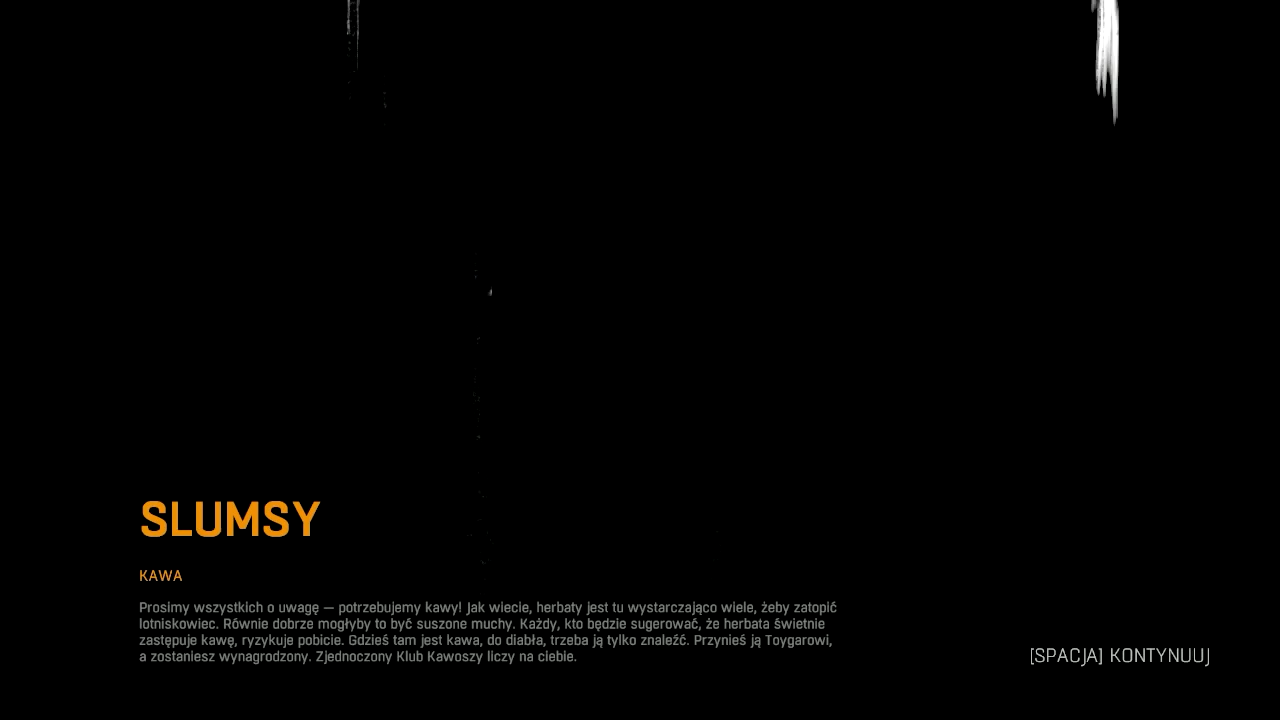 SLUMSY
KAWA
Prosimy wszystkich o uwagę — potrzebujemy kawy! Jak wiecie, herbaty jest tu wystarczająco wiele, żeby zatopić
lotniskowiec. Równie dobrze mogłyby to być suszone muchy. Każdy, kto będzie sugerować, że herbata świetnie
zastępuje kawę, ryzykuje pobicie. Gdzieś tam jest kawa, do diabła, trzeba ją tylko znaleźć. Przynieś ją Toygarowi,
a zostaniesz wynagrodzony. Zjednoczony Klub Kawoszy liczy na ciebie.
[SPACJA] KONTYNUUJ